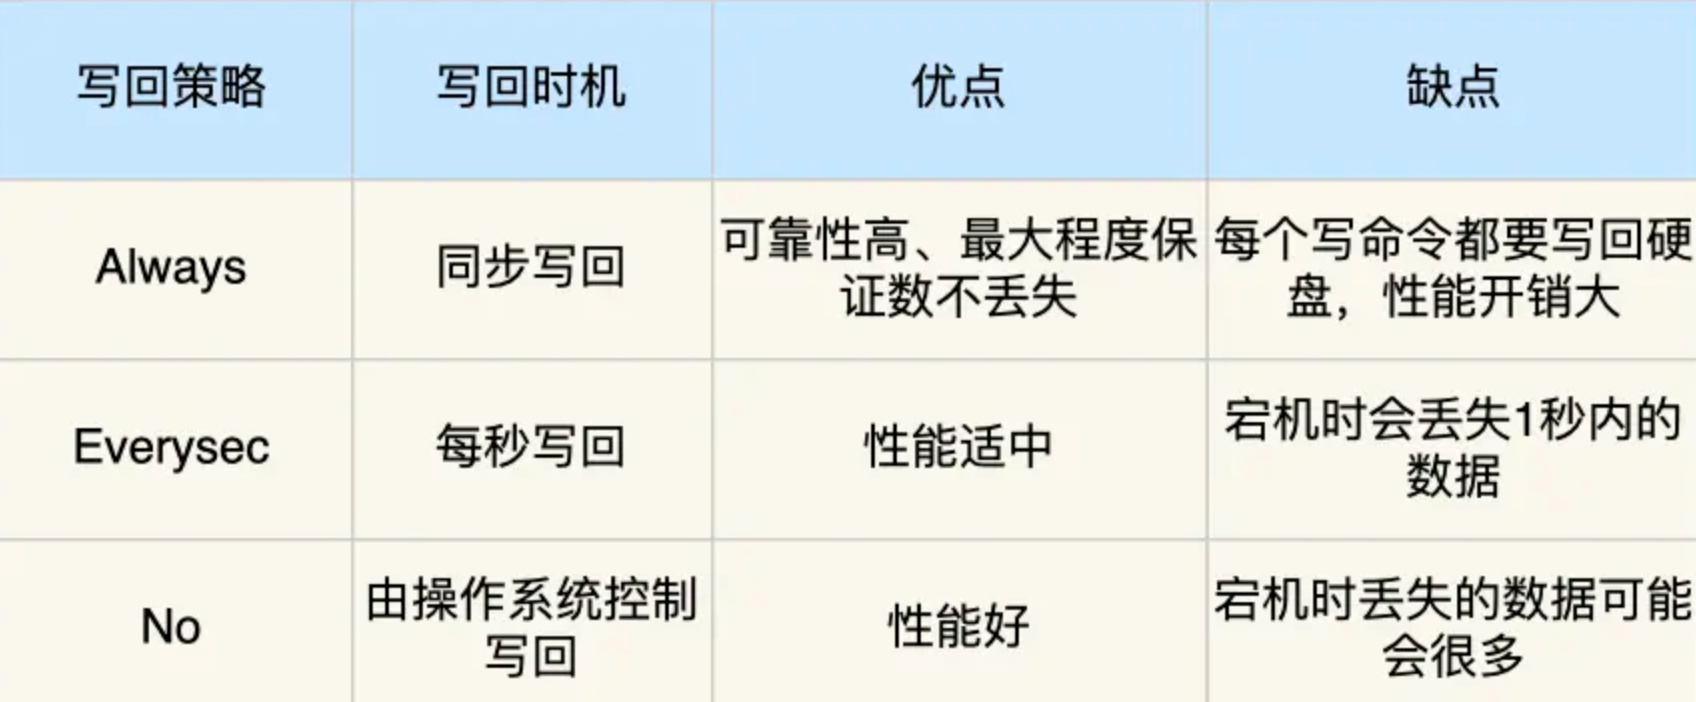 写回策略
写回时机
优点
缺点
Always
同步写回
可靠性高、最大程度保
证数不丢失
每个写命令都要写回硬
盘，性能开销大
Everysec
每秒写回
性能适中
宕机时会丢失1秒内的
数据
No
由操作系统控制
写回
性能好
宕机时丢失的数据可能
会很多